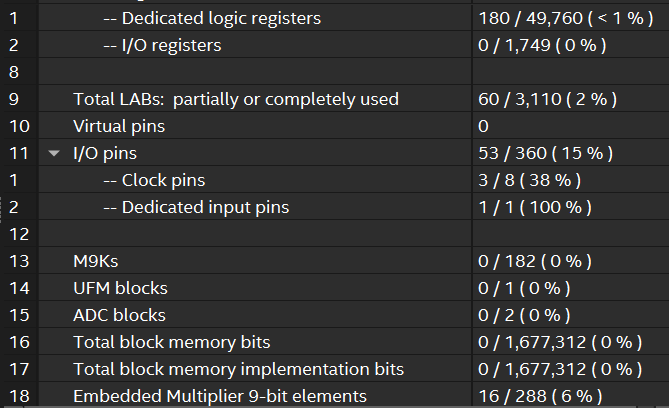 1 -- Dedicated logic registers 180 / 49,760 ( < 1 % )
2 -- I/O registers 0 / 1,749 ( 0 % )
8
9 Total LABs: partially or completely used 60 / 3,110 ( 2 % )
10 Virtual pins 0
11 I/O pins 53 / 360 ( 15 % )
1 -- Clock pins 3 / 8 ( 38 % )
2 -- Dedicated input pins 1 / 1 ( 100 % )
12
13 M9Ks 0 / 182 ( 0 % )
14 UFM blocks 0 / 1 ( 0 % )
15 ADC blocks 0 / 2 ( 0 % )
16 Total block memory bits 0 / 1,677,312 ( 0 % )
17 Total block memory implementation bits 0 / 1,677,312 ( 0 % )
18 Embedded Multiplier 9-bit elements 16 / 288 ( 6 % )